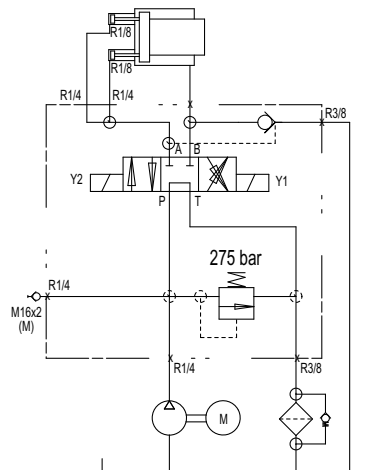 R1/8
R1/8
R1/4
R1/4
R3/8
A
B
Y2
Y1
P
T
275 bar
R1/4
M16x2
(M)
R1/4
R3/8
M